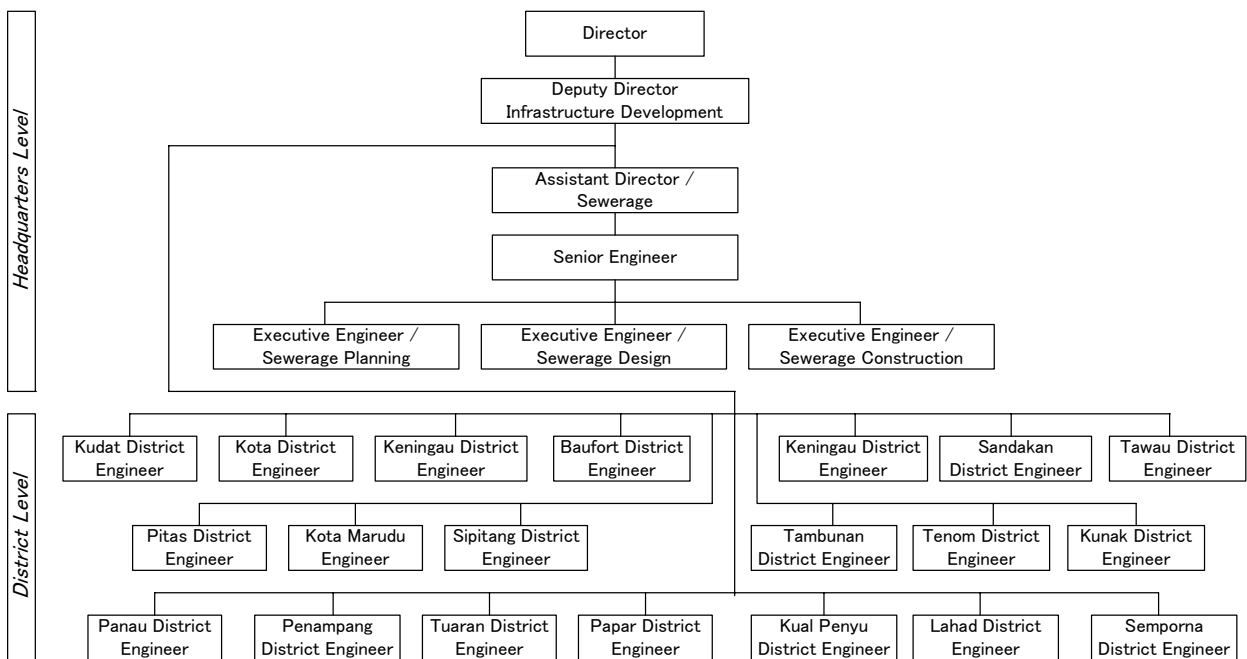 Headquarters Level
Director
Deputy Director
Infrastructure Development
Assistant Director /
Sewerage
Senior Engineer
Executive Engineer /
Sewerage Planning
Executive Engineer /
Sewerage Design
Executive Engineer /
Sewerage Construction
District Level
Kudat District
Engineer
Kota District
Engineer
Keningau District
Engineer
Baufort District
Engineer
Keningau District
Engineer
Sandakan
District Engineer
Tawau District
Engineer
Pitas District
Engineer
Kota Marudu
Engineer
Sipitang District
Engineer
Tambunan
District Engineer
Tenom District
Engineer
Kunak District
Engineer
Panau District
Engineer
Penampang
District Engineer
Tuaran District
Engineer
Papar District
Engineer
Kual Penyu
District Engineer
Lahad District
Engineer
Semporna
District Engineer